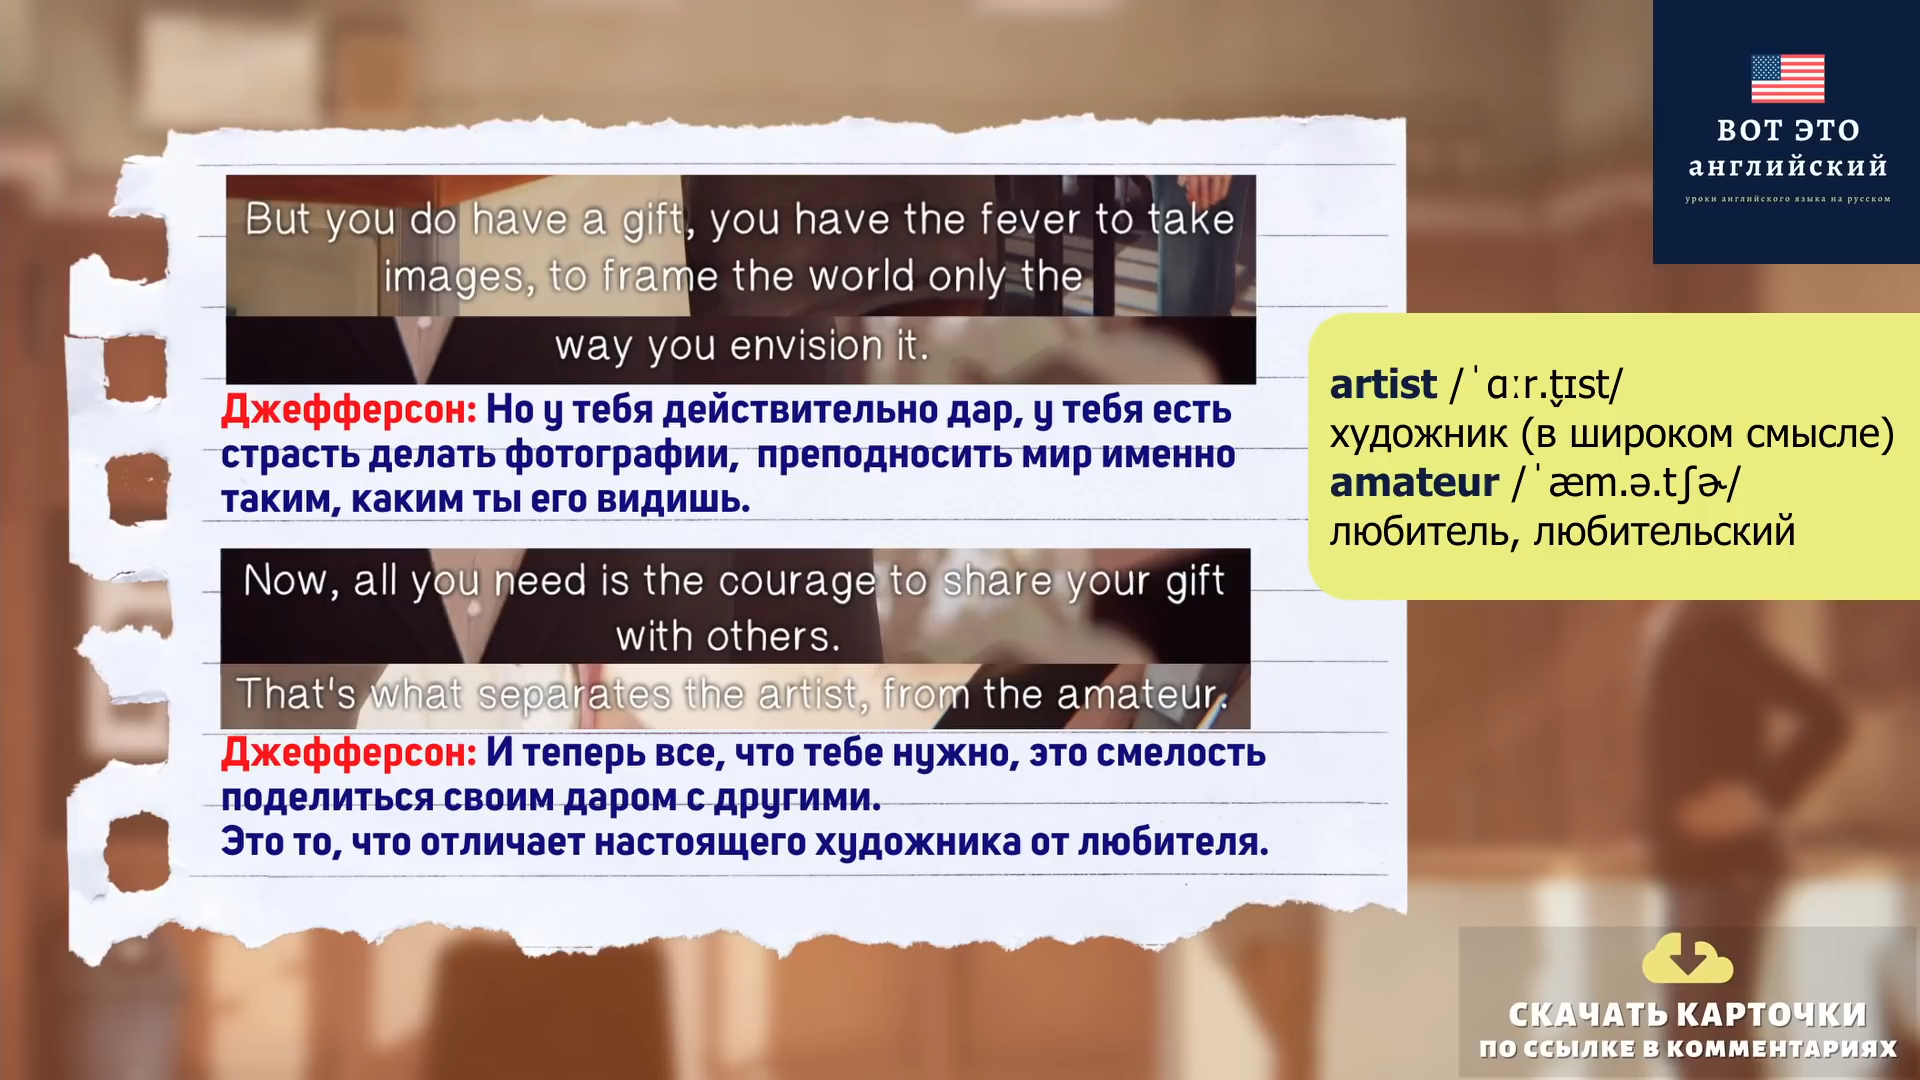 But you do have a gift, you have the fever to take
images, to frame the world only the
way you envision it.
Джефферсон: Но у тебя действительно дар, у тебя есть
страсть делать фотографии, преподносить мир именно
таким, каким ты его видишь.
Now, all you need is the courage to share your gift
with others.
That's what separates the artist, from the amateur.
Джефферсон: И теперь все, что тебе нужно, это смелость
поделиться своим даром с другими.
Это то, что отличает настоящего художника от любителя.
ВОТ ЭТО
английский
уроки английского языка на русском
artist /ˈɑːr.t̬ɪst/
художник (в широком смысле)
amateur /ˈæm.ə.tʃɚ/
любитель, любительский
СКАЧАТЬ КАРТОЧКИ
ПО ССЫЛКЕ В КОММЕНТАРИЯХ